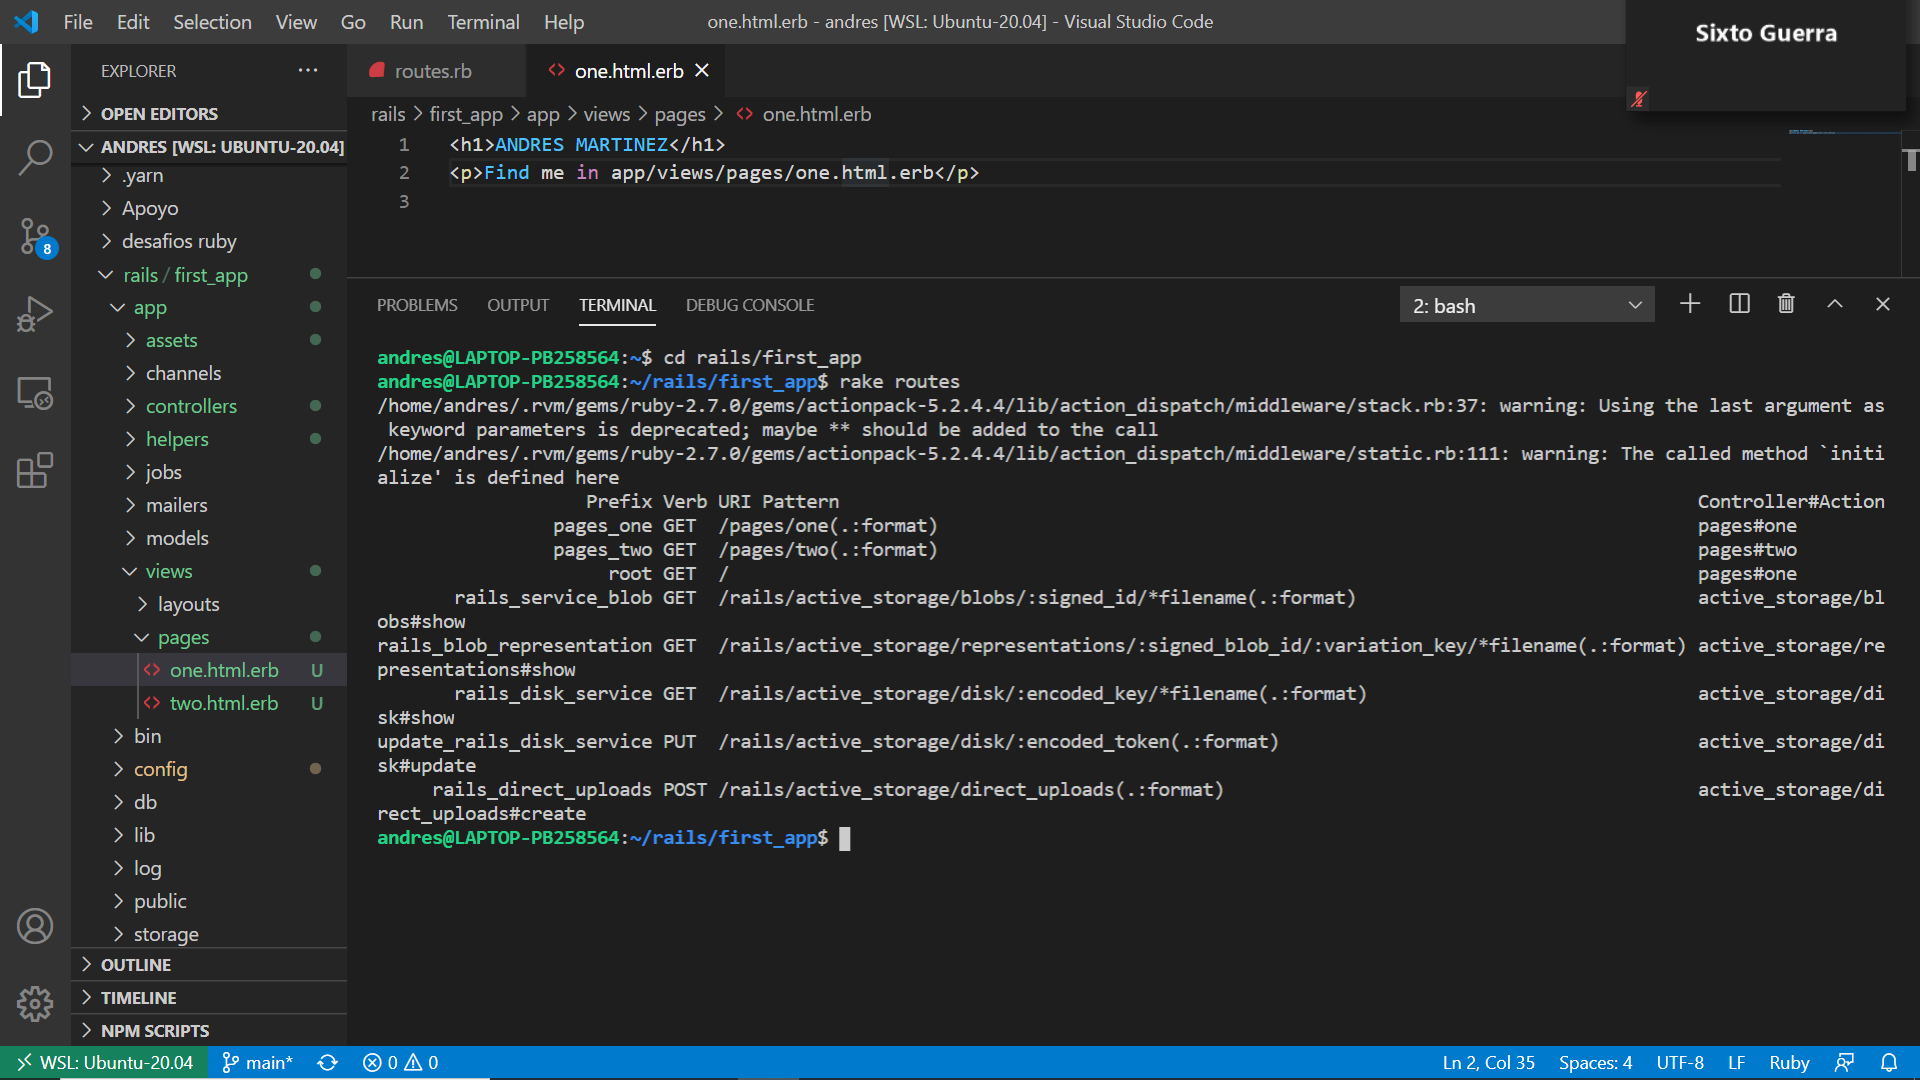 File Edit Selection View Go Run Terminal Help
one.html.erb - andres [WSL: Ubuntu-20.04] - Visual Studio Code
Sixto Guerra
EXPLORER
OPEN EDITORS
ANDRES [WSL: UBUNTU-20.04]
.yarn
Apoyo
desafios ruby
rails / first_app
app
assets
channels
controllers
helpers
jobs
mailers
models
views
layouts
pages
one.html.erb U
two.html.erb U
bin
config
db
lib
log
public
storage
OUTLINE
TIMELINE
NPM SCRIPTS
8
routes.rb one.html.erb
rails > first_app > app > views > pages > one.html.erb
1 <h1>ANDRES MARTINEZ</h1>
2 <p>Find me in app/views/pages/one.html.erb</p>
3
PROBLEMS OUTPUT TERMINAL DEBUG CONSOLE
2: bash
andres@LAPTOP-PB258564:~$ cd rails/first_app
andres@LAPTOP-PB258564:~/rails/first_app$ rake routes
/home/andres/.rvm/gems/ruby-2.7.0/gems/actionpack-5.2.4.4/lib/action_dispatch/middleware/stack.rb:37: warning: Using the last argument as
keyword parameters is deprecated; maybe ** should be added to the call
/home/andres/.rvm/gems/ruby-2.7.0/gems/actionpack-5.2.4.4/lib/action_dispatch/middleware/static.rb:111: warning: The called method `initi
alize' is defined here
Prefix Verb URI Pattern Controller#Action
pages_one GET /pages/one(.:format) pages#one
pages_two GET /pages/two(.:format) pages#two
root GET / pages#one
rails_service_blob GET /rails/active_storage/blobs/:signed_id/*filename(.:format) active_storage/bl
obs#show
rails_blob_representation GET /rails/active_storage/representations/:signed_blob_id/:variation_key/*filename(.:format) active_storage/re
presentations#show
rails_disk_service GET /rails/active_storage/disk/:encoded_key/*filename(.:format) active_storage/di
sk#show
update_rails_disk_service PUT /rails/active_storage/disk/:encoded_token(.:format) active_storage/di
sk#update
rails_direct_uploads POST /rails/active_storage/direct_uploads(.:format) active_storage/di
rect_uploads#create
andres@LAPTOP-PB258564:~/rails/first_app$
WSL: Ubuntu-20.04 main* 0 0 Ln 2, Col 35 Spaces: 4 UTF-8 LF Ruby